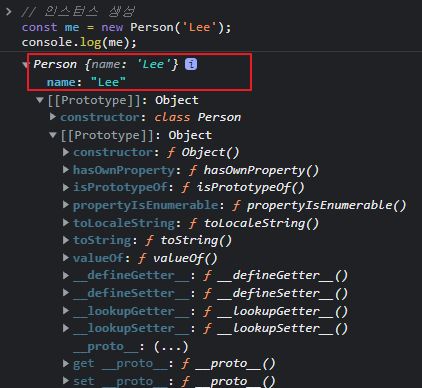 > // 인스턴스 생성
const me = new Person('Lee');
console.log(me);
▼ Person {name: 'Lee'} i
name: "Lee"
▼ [[Prototype]]: Object
▶ constructor: class Person
▼ [[Prototype]]: Object
▶ constructor: ƒ Object()
▶ hasOwnProperty: ƒ hasOwnProperty()
▶ isPrototypeOf: ƒ isPrototypeOf()
▶ propertyIsEnumerable: ƒ propertyIsEnumerable()
▶ toLocaleString: ƒ toLocaleString()
▶ toString: ƒ toString()
▶ valueOf: ƒ valueOf()
▶ __defineGetter__: ƒ __defineGetter__()
▶ __defineSetter__: ƒ __defineSetter__()
▶ __lookupGetter__: ƒ __lookupGetter__()
▶ __lookupSetter__: ƒ __lookupSetter__()
__proto__: (...)
▶ get __proto__: ƒ __proto__()
▶ set __proto__: ƒ __proto__()